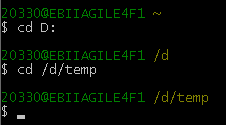 20330@EBIIAGILE4F1 ~
$ cd D:
20330@EBIIAGILE4F1 /d
$ cd /d/temp
20330@EBIIAGILE4F1 /d/temp
$